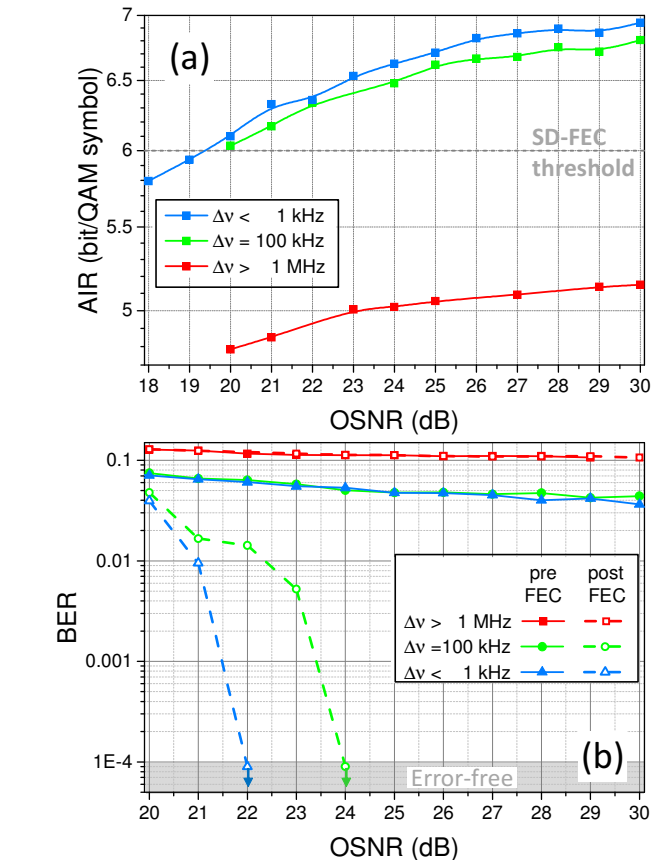 7
(a)
6.5
6
5.5
5
AIR (bit/QAM symbol)
SD-FEC
threshold
Δν < 1 kHz
Δν = 100 kHz
Δν > 1 MHz
18 19 20 21 22 23 24 25 26 27 28 29 30
OSNR (dB)
0.1
0.01
0.001
1E-4
BER
pre post
FEC FEC
Δν > 1 MHz
Δν =100 kHz
Δν < 1 kHz
Error-free
(b)
20 21 22 23 24 25 26 27 28 29 30
OSNR (dB)